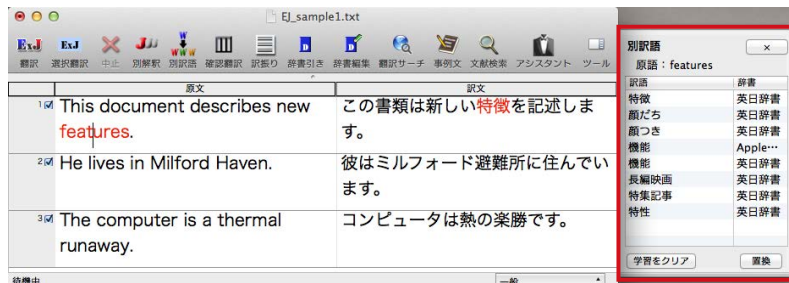 EJ_sample1.txt
翻訳 選択翻訳 中止 別解釈 別訳語 確認翻訳 訳振り 辞書引き 辞書編集 翻訳サーチ 事例文 文献検索 アシスタント ツール
原文 訳文
1 This document describes new
features.
この書類は新しい特徴を記述しま
す。
2 He lives in Milford Haven.
彼はミルフォード避難所に住んでい
ます。
3 The computer is a thermal
runaway.
コンピュータは熱の楽勝です。
待機中 一般
別訳語
原語：features
訳語 辞書
特徴 英日辞書
顔だち 英日辞書
顔つき 英日辞書
機能 Apple…
機能 英日辞書
長編映画 英日辞書
特集記事 英日辞書
特性 英日辞書
学習をクリア 置換